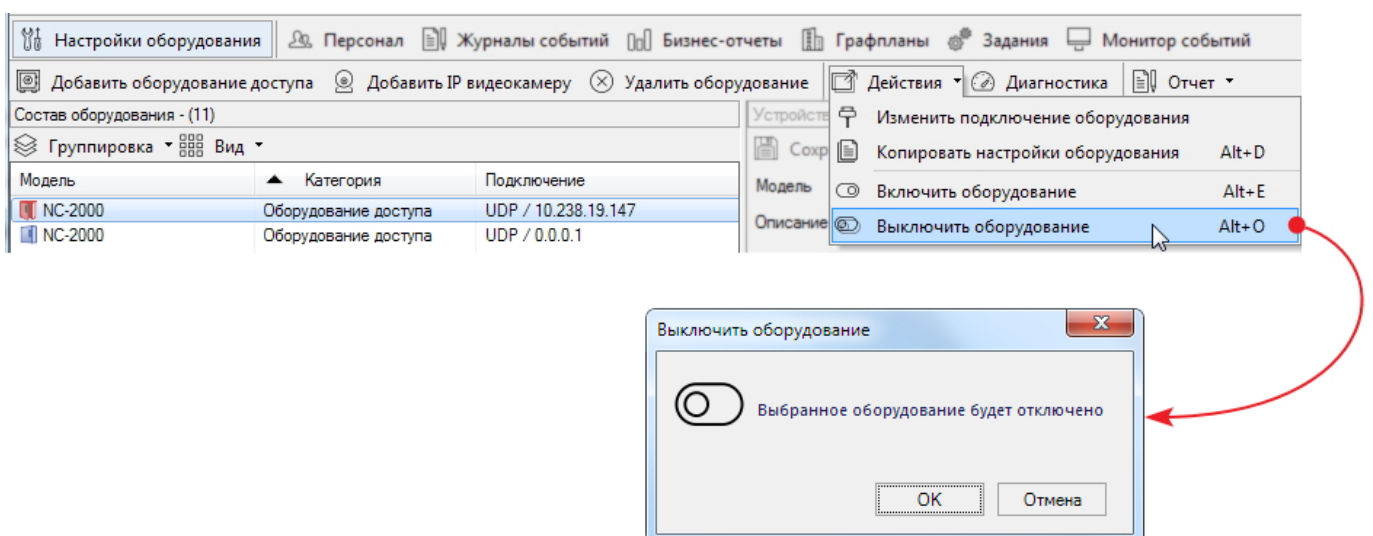 Настройки оборудования Персонал Журналы событий Бизнес-отчеты Графпланы Задания Монитор событий
Добавить оборудование доступа Добавить IP видеокамеру Удалить оборудование Действия Диагностика Отчет
Состав оборудования - (11)
Изменить подключение оборудования
Группировка Вид
Копировать настройки оборудования Alt+D
Модель Категория Подключение Модель
Включить оборудование Alt+E
NC-2000 Оборудование доступа UDP / 10.238.19.147
Описание Выключить оборудование Alt+O
NC-2000 Оборудование доступа UDP / 0.0.0.1
Выключить оборудование
Выбранное оборудование будет отключено
OK Отмена